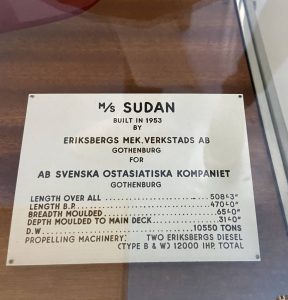 M/S SUDAN
BUILT IN 1953
BY
ERIKSBERGS MEK. VERKSTADS AB
GOTHENBURG
FOR
AB SVENSKA OSTASIATISKA KOMPANIET
GOTHENBURG
LENGTH OVER ALL ........................ 508'-3"
LENGTH B.P. ........................ 470'-0"
BREADTH MOULDED ........................ 65'-0"
DEPTH MOULDED TO MAIN DECK ........ 31'-0"
D.W. ........................ 10550 TONS
PROPELLING MACHINERY: TWO ERIKSBERGS DIESEL
(TYPE B & W) 12000 IHP. TOTAL